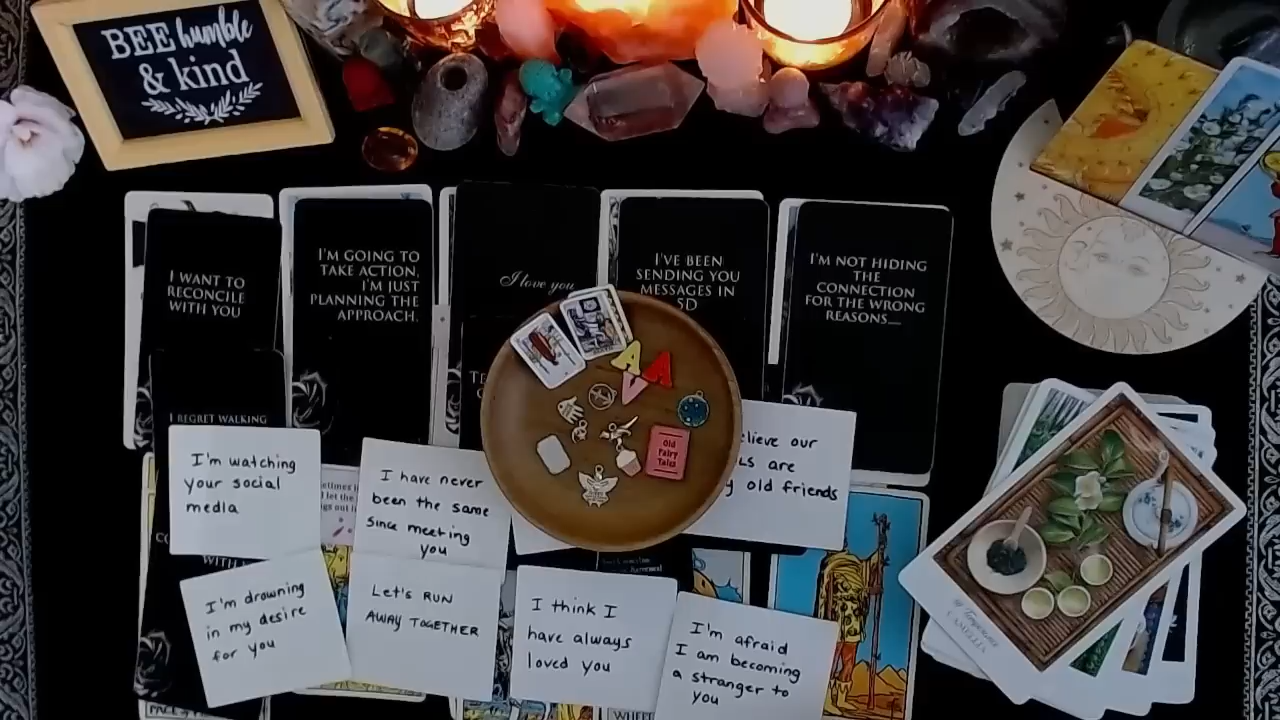 BEE humble
& kind
I WANT TO
RECONCILE
WITH YOU
I'M GOING TO
TAKE ACTION,
I'M JUST
PLANNING THE
APPROACH.
I love you
I'VE BEEN
SENDING YOU
MESSAGES IN
5D
I'M NOT HIDING
THE
CONNECTION
FOR THE WRONG
REASONS....
I REGRET WALKING
I'm watching
your social
media
I have never
been the same
since meeting
you
old friends
our
are
Old
Fairy
Tales
I'm drowning
in my desire
for you
Let's RUN
AWAY TOGETHER
I think I
have always
loved you
I'm afraid
I am becoming
a stranger to
you
A
A
CAMELLIA